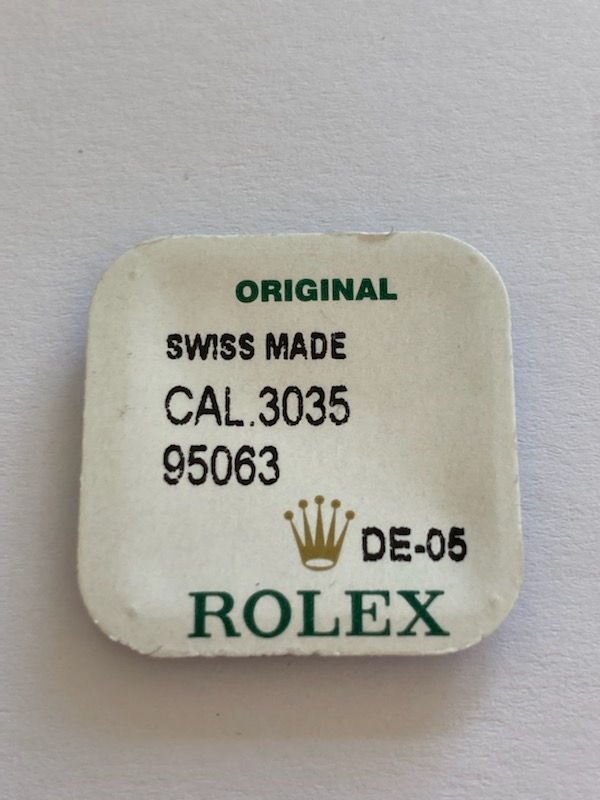 ORIGINAL
SWISS MADE
CAL.3035
95063
DE-05
ROLEX